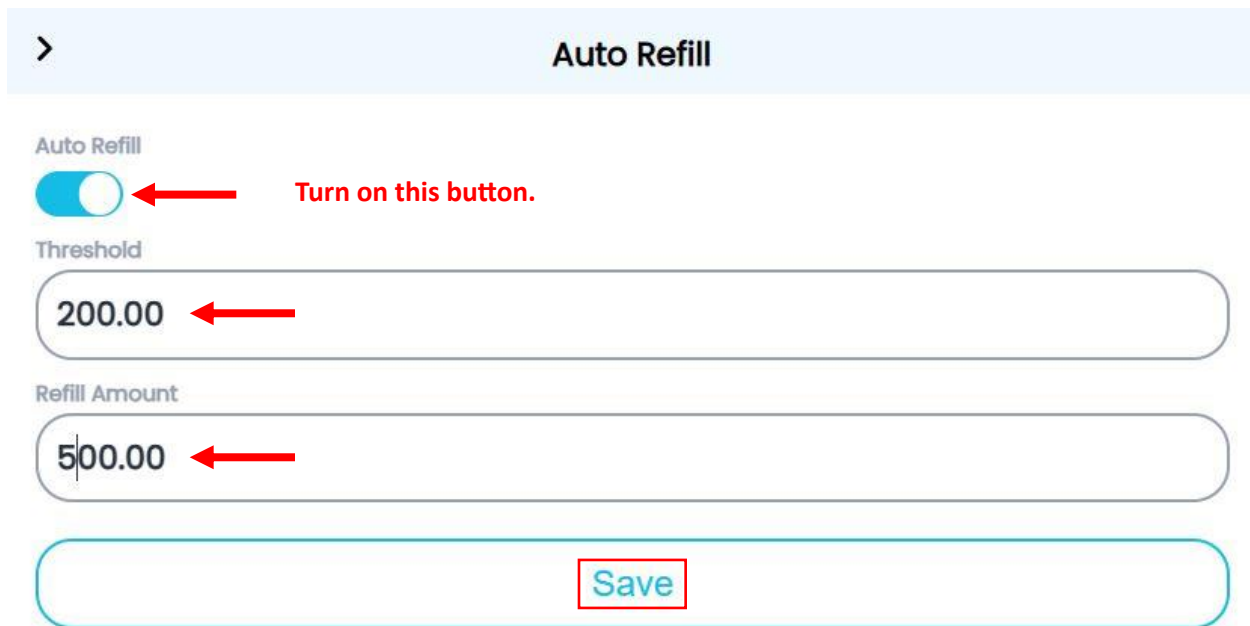 Auto Refill
Auto Refill
Turn on this button.
Threshold
200.00
Refill Amount
500.00
Save